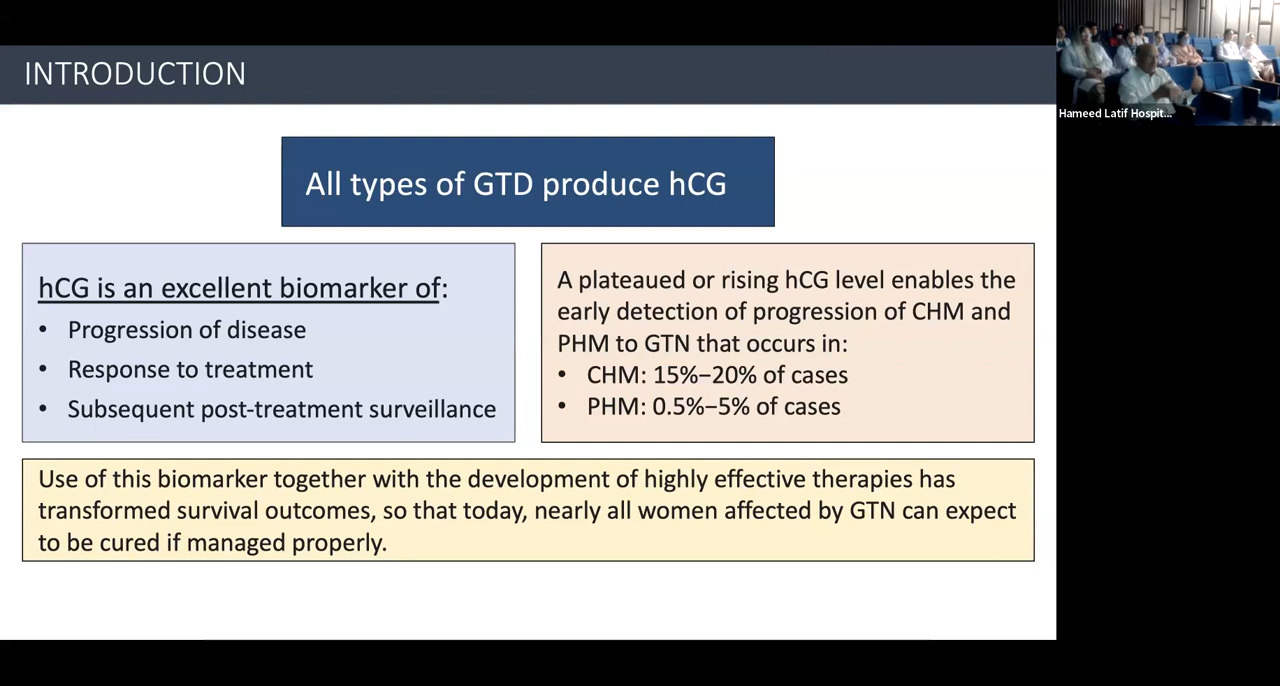 INTRODUCTION
Hameed Latif Hospit...
All types of GTD produce hCG
hCG is an excellent biomarker of:
• Progression of disease
• Response to treatment
• Subsequent post-treatment surveillance
A plateaued or rising hCG level enables the
early detection of progression of CHM and
PHM to GTN that occurs in:
• CHM: 15%–20% of cases
• PHM: 0.5%–5% of cases
Use of this biomarker together with the development of highly effective therapies has
transformed survival outcomes, so that today, nearly all women affected by GTN can expect
to be cured if managed properly.